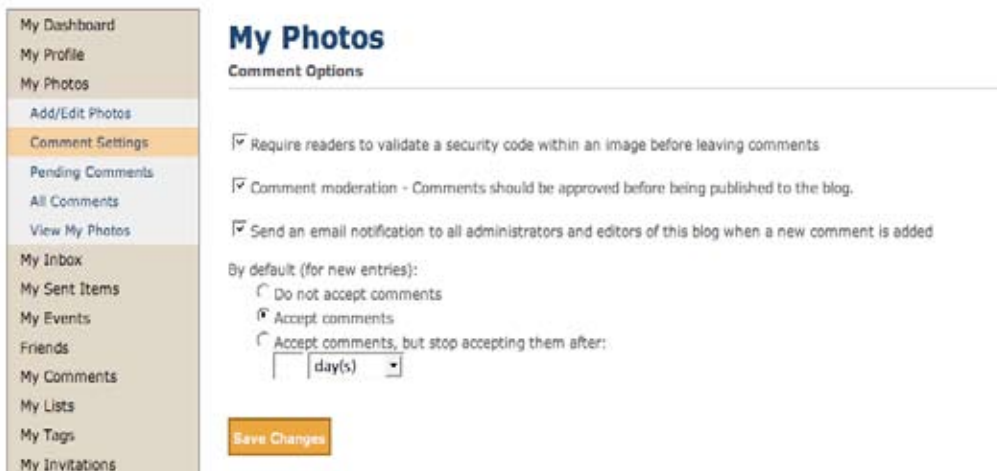 My Dashboard
My Profile
My Photos
Add/Edit Photos
Comment Settings
Pending Comments
All Comments
View My Photos
My Inbox
My Sent Items
My Events
Friends
My Comments
My Lists
My Tags
My Invitations
My Photos
Comment Options
Require readers to validate a security code within an image before leaving comments
Comment moderation - Comments should be approved before being published to the blog.
Send an email notification to all administrators and editors of this blog when a new comment is added
By default (for new entries):
Do not accept comments
Accept comments
Accept comments, but stop accepting them after:
day(s)
Save Changes